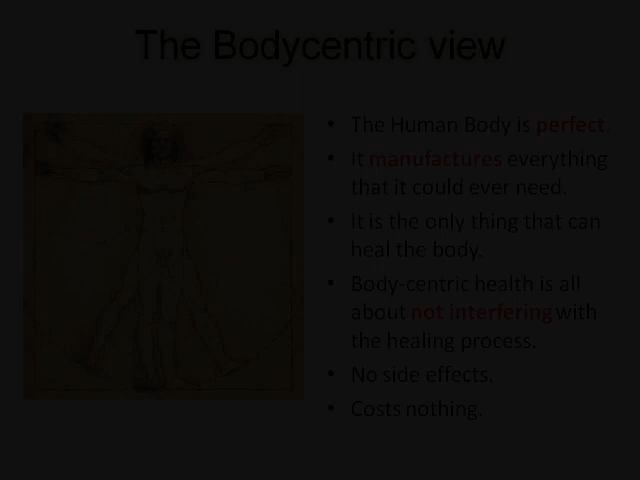 The Bodycentric view
• The Human Body is perfect.
• It manufactures everything
that it could ever need.
• It is the only thing that can
heal the body.
• Body-centric health is all
about not interfering with
the healing process.
• No side effects.
• Costs nothing.